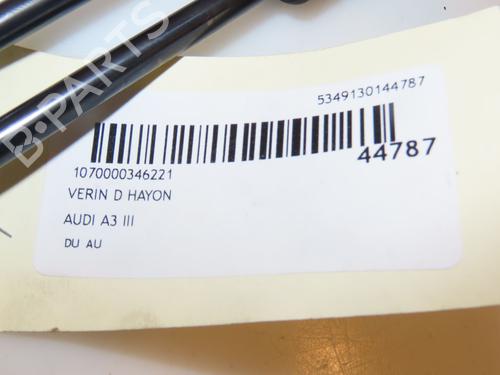 5349130144787
44787
1070000346221
VERIN D HAYON
AUDI A3 III
DU AU
B-PARTS